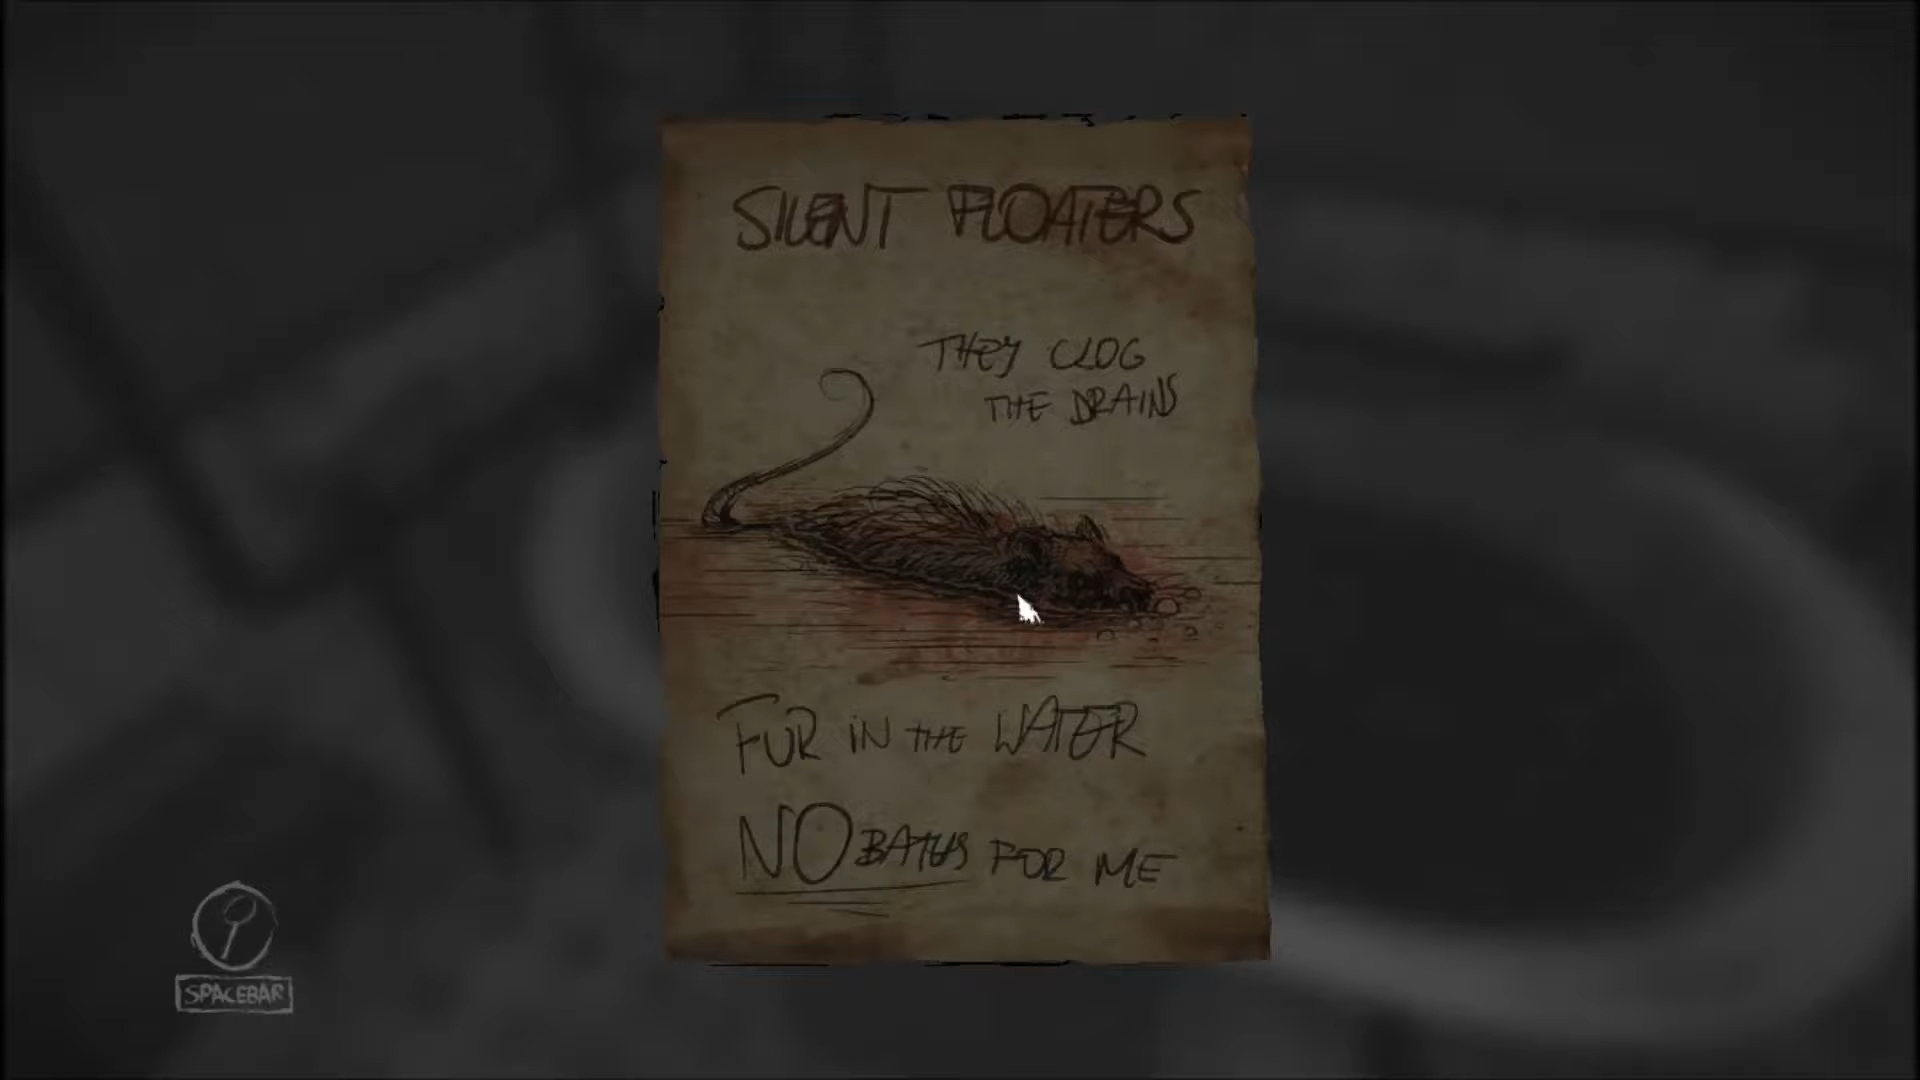 SILENT FLOATERS
THEY CLOG
THE DRAINS
FUR IN THE WATER
NO BATHS FOR ME
SPACEBAR